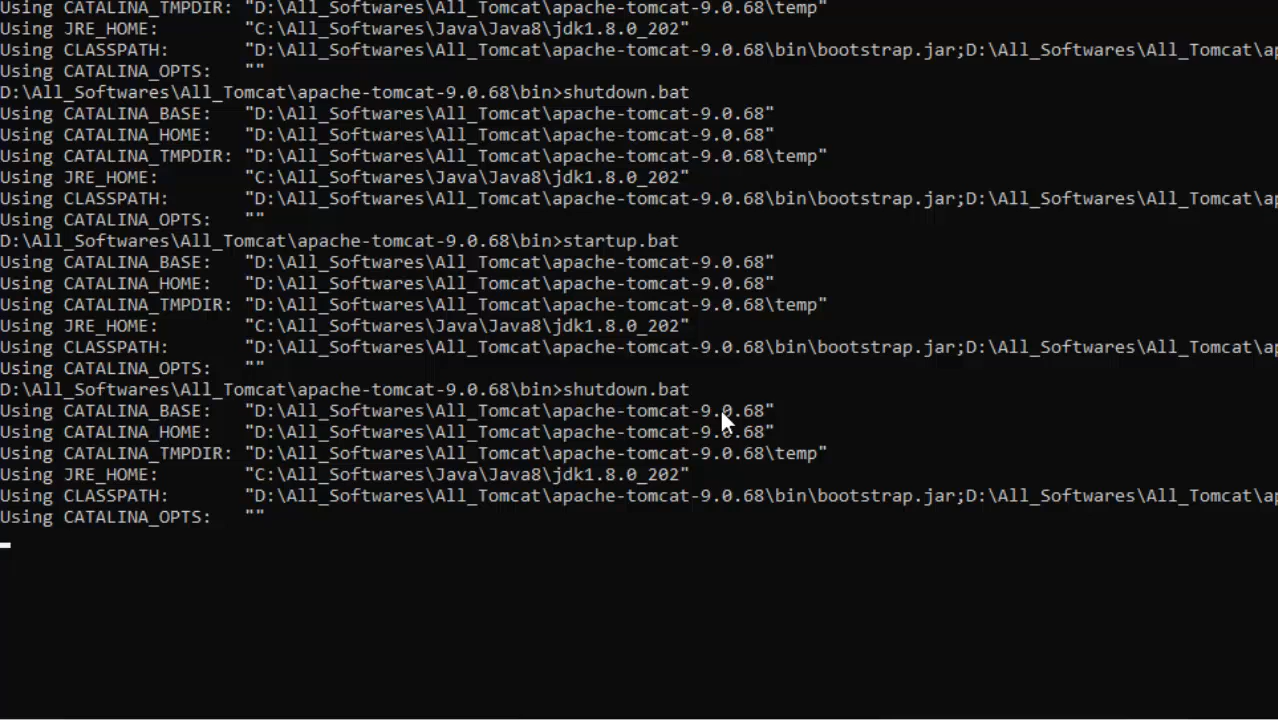 Using CATALINA_TMPDIR: "D:\All_Softwares\All_Tomcat\apache-tomcat-9.0.68\temp"
Using JRE_HOME:        "C:\All_Softwares\Java\Java8\jdk1.8.0_202"
Using CLASSPATH:       "D:\All_Softwares\All_Tomcat\apache-tomcat-9.0.68\bin\bootstrap.jar;D:\All_Softwares\All_Tomcat\ap
Using CATALINA_OPTS:   ""
D:\All_Softwares\All_Tomcat\apache-tomcat-9.0.68\bin>shutdown.bat
Using CATALINA_BASE:   "D:\All_Softwares\All_Tomcat\apache-tomcat-9.0.68"
Using CATALINA_HOME:   "D:\All_Softwares\All_Tomcat\apache-tomcat-9.0.68"
Using CATALINA_TMPDIR: "D:\All_Softwares\All_Tomcat\apache-tomcat-9.0.68\temp"
Using JRE_HOME:        "C:\All_Softwares\Java\Java8\jdk1.8.0_202"
Using CLASSPATH:       "D:\All_Softwares\All_Tomcat\apache-tomcat-9.0.68\bin\bootstrap.jar;D:\All_Softwares\All_Tomcat\ap
Using CATALINA_OPTS:   ""
D:\All_Softwares\All_Tomcat\apache-tomcat-9.0.68\bin>startup.bat
Using CATALINA_BASE:   "D:\All_Softwares\All_Tomcat\apache-tomcat-9.0.68"
Using CATALINA_HOME:   "D:\All_Softwares\All_Tomcat\apache-tomcat-9.0.68"
Using CATALINA_TMPDIR: "D:\All_Softwares\All_Tomcat\apache-tomcat-9.0.68\temp"
Using JRE_HOME:        "C:\All_Softwares\Java\Java8\jdk1.8.0_202"
Using CLASSPATH:       "D:\All_Softwares\All_Tomcat\apache-tomcat-9.0.68\bin\bootstrap.jar;D:\All_Softwares\All_Tomcat\ap
Using CATALINA_OPTS:   ""
D:\All_Softwares\All_Tomcat\apache-tomcat-9.0.68\bin>shutdown.bat
Using CATALINA_BASE:   "D:\All_Softwares\All_Tomcat\apache-tomcat-9.0.68"
Using CATALINA_HOME:   "D:\All_Softwares\All_Tomcat\apache-tomcat-9.0.68"
Using CATALINA_TMPDIR: "D:\All_Softwares\All_Tomcat\apache-tomcat-9.0.68\temp"
Using JRE_HOME:        "C:\All_Softwares\Java\Java8\jdk1.8.0_202"
Using CLASSPATH:       "D:\All_Softwares\All_Tomcat\apache-tomcat-9.0.68\bin\bootstrap.jar;D:\All_Softwares\All_Tomcat\ap
Using CATALINA_OPTS:   ""